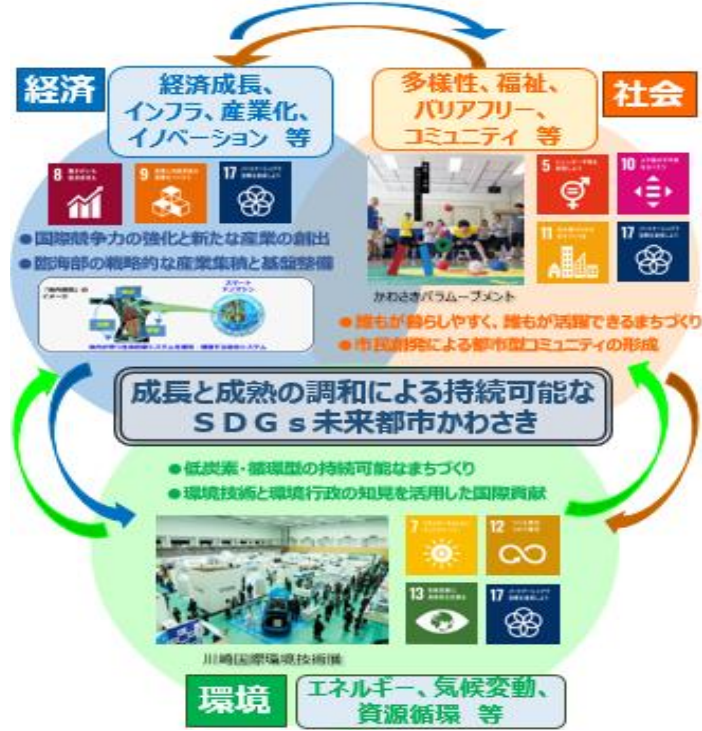 経済
経済成長、
インフラ、産業化、
イノベーション 等
多様性、福祉、
バリアフリー、
コミュニティ 等
社会
8
9
17
5
10
11
17
●国際競争力の強化と新たな産業の創出
●臨海部の戦略的な産業集積と基盤整備
スマート
イメージ
かわさきパラムーブメント
●誰もが暮らしやすく、誰もが活躍できるまちづくり
●市民創発による都市型コミュニティの形成
成長と成熟の調和による持続可能な
SDGs未来都市かわさき
●低炭素・循環型の持続可能なまちづくり
●環境技術と環境行政の知見を活用した国際貢献
7
12
13
17
川崎国際環境技術展
環境
エネルギー、気候変動、
資源循環 等